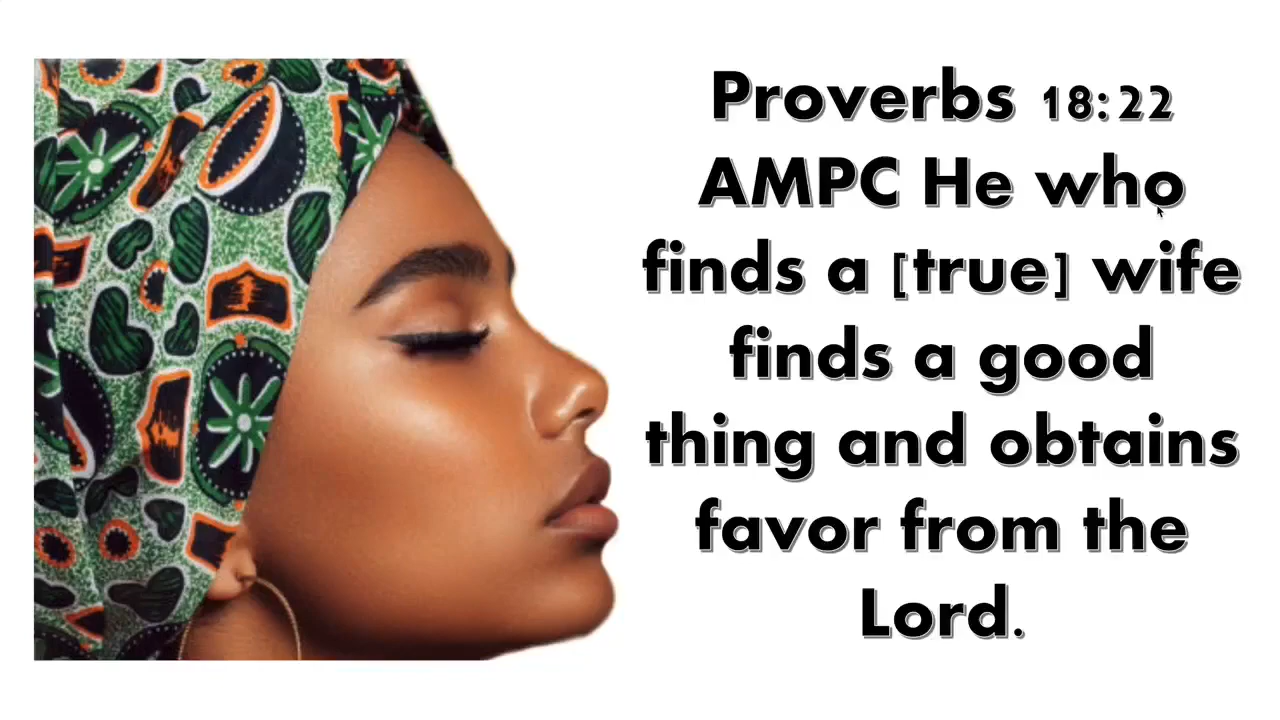 Proverbs 18:22
AMPC He who
finds a [true] wife
finds a good
thing and obtains
favor from the
Lord.